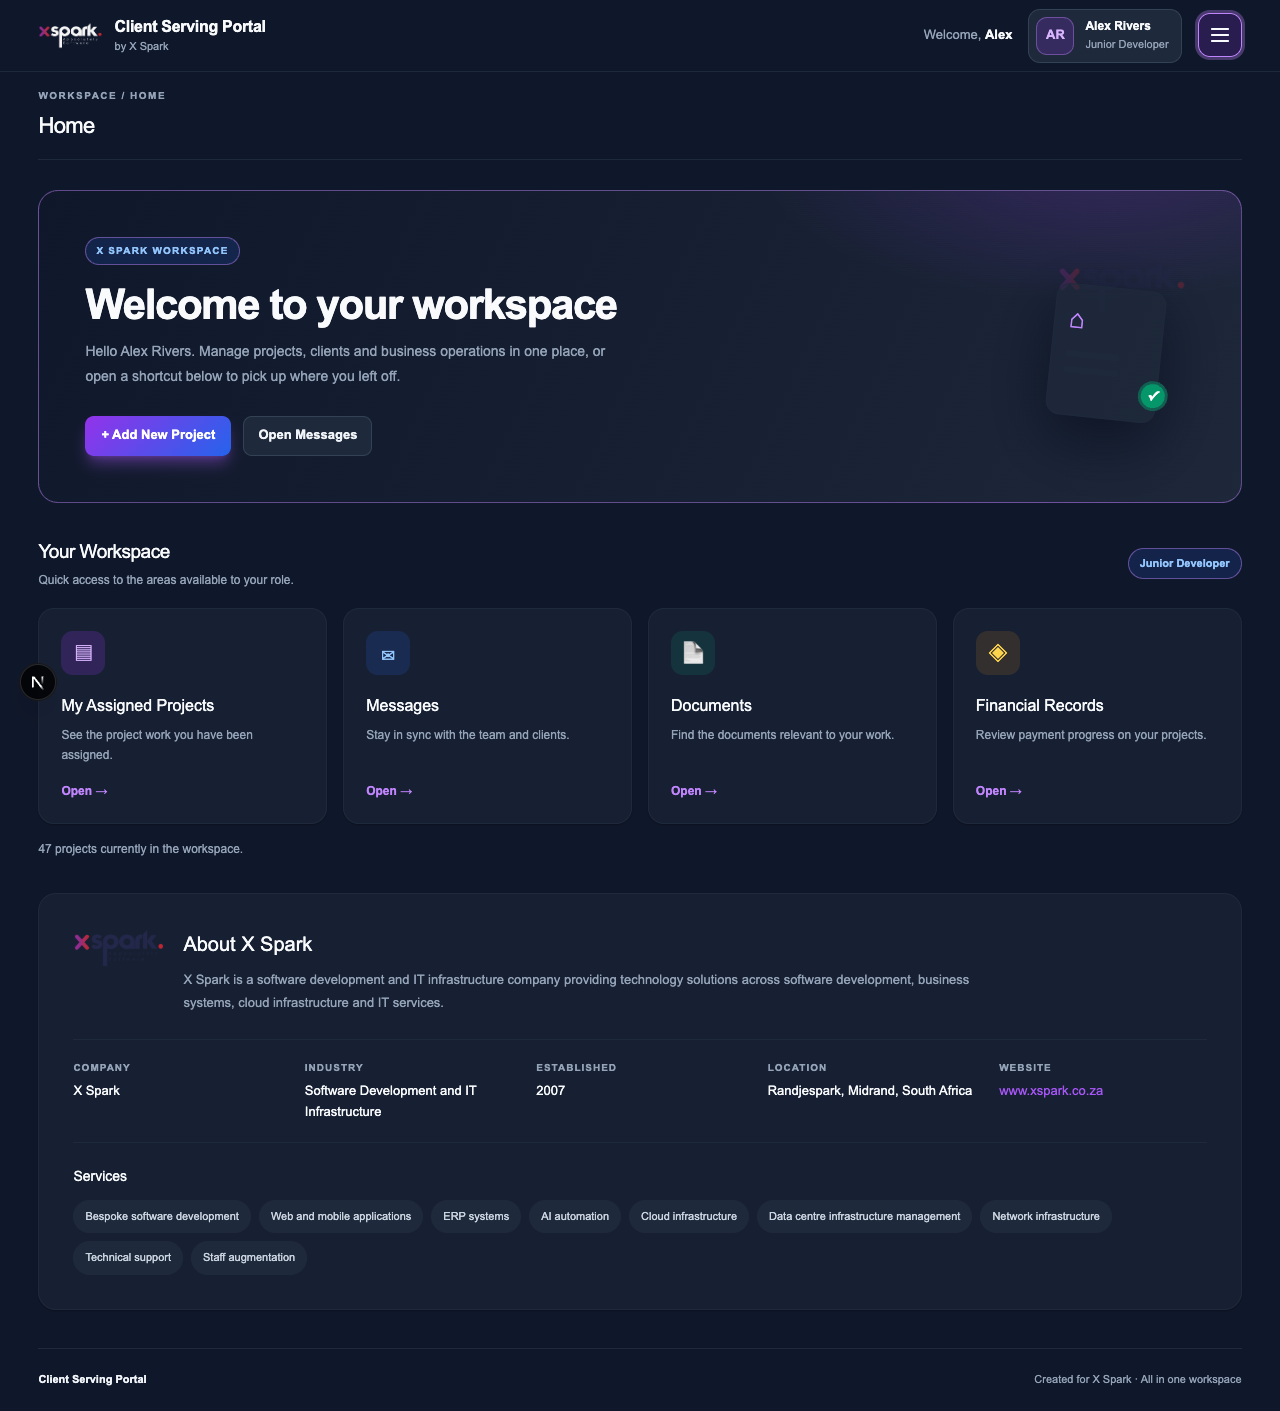 xspark.
Client Serving Portal
by X Spark
Welcome, Alex
AR
Alex Rivers
Junior Developer
WORKSPACE / HOME
Home
X SPARK WORKSPACE
Welcome to your workspace
Hello Alex Rivers. Manage projects, clients and business operations in one place, or
open a shortcut below to pick up where you left off.
+ Add New Project
Open Messages
Your Workspace
Quick access to the areas available to your role.
Junior Developer
My Assigned Projects
See the project work you have been
assigned.
Open →
Messages
Stay in sync with the team and clients.
Open →
Documents
Find the documents relevant to your work.
Open →
Financial Records
Review payment progress on your projects.
Open →
N
47 projects currently in the workspace.
xspark.
About X Spark
X Spark is a software development and IT infrastructure company providing technology solutions across software development, business
systems, cloud infrastructure and IT services.
COMPANY
X Spark
INDUSTRY
Software Development and IT
Infrastructure
ESTABLISHED
2007
LOCATION
Randjespark, Midrand, South Africa
WEBSITE
www.xspark.co.za
Services
Bespoke software development
Web and mobile applications
ERP systems
AI automation
Cloud infrastructure
Data centre infrastructure management
Network infrastructure
Technical support
Staff augmentation
Client Serving Portal
Created for X Spark · All in one workspace